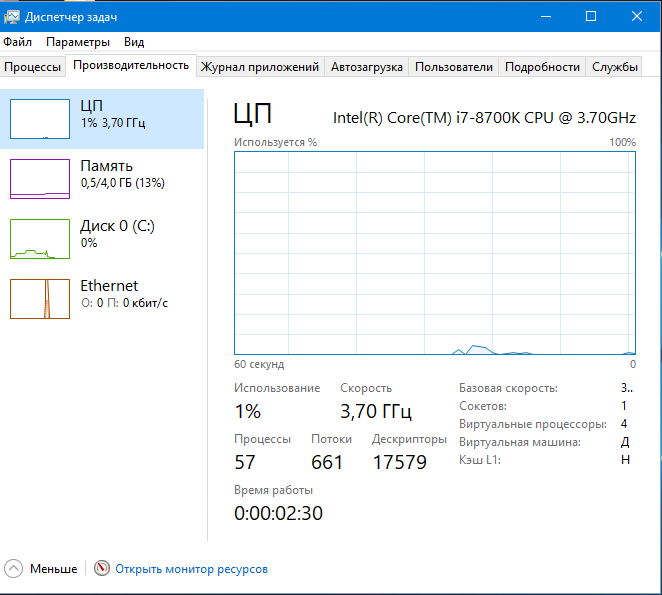 Диспетчер задач
Файл Параметры Вид
Процессы Производительность Журнал приложений Автозагрузка Пользователи Подробности Службы
ЦП
1% 3,70 ГГц
Память
0,5/4,0 ГБ (13%)
Диск 0 (C:)
0%
Ethernet
О: 0 П: 0 кбит/с
ЦП Intel(R) Core(TM) i7-8700K CPU @ 3.70GHz
Используется % 100%
60 секунд 0
Использование Скорость
1% 3,70 ГГц
Процессы Потоки Дескрипторы
57 661 17579
Время работы
0:00:02:30
Базовая скорость: 3..
Сокетов: 1
Виртуальные процессоры: 4
Виртуальная машина: Д
Кэш L1: Н
Меньше Открыть монитор ресурсов